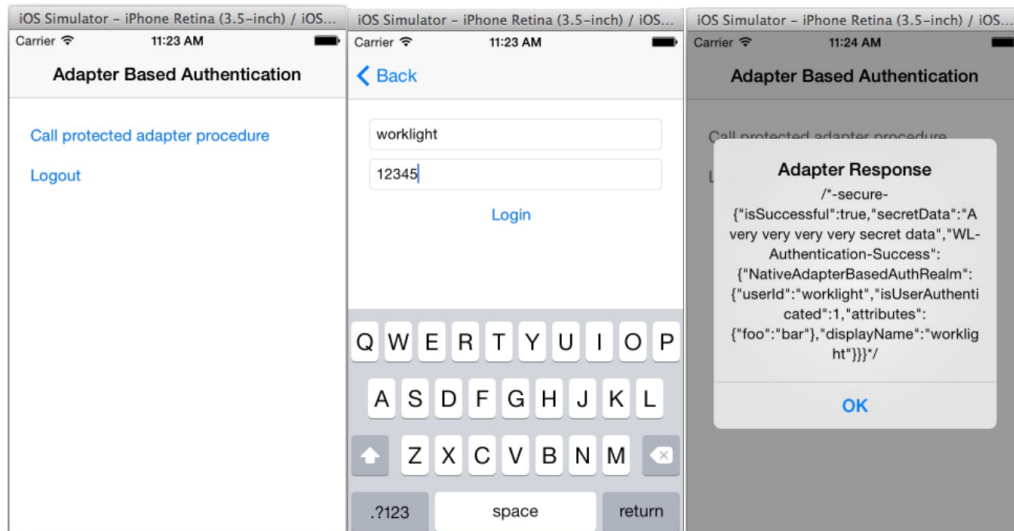 iOS Simulator – iPhone Retina (3.5–inch) / iOS...
Carrier 11:23 AM
Adapter Based Authentication
Call protected adapter procedure
Logout
iOS Simulator – iPhone Retina (3.5–inch) / iOS...
Carrier 11:23 AM
Back
worklight
12345
Login
Q W E R T Y U I O P
A S D F G H J K L
Z X C V B N M
.?123 space return
iOS Simulator – iPhone Retina (3.5–inch) / iOS...
Carrier 11:24 AM
Adapter Based Authentication
Call protected adapter procedure
L
Adapter Response
/*-secure-
{"isSuccessful":true,"secretData":"A
very very very very secret data","WL-
Authentication-Success":
{"NativeAdapterBasedAuthRealm":
{"userId":"worklight","isUserAuthenti
cated":1,"attributes":
{"foo":"bar"},"displayName":"worklig
ht"}}}*/
OK